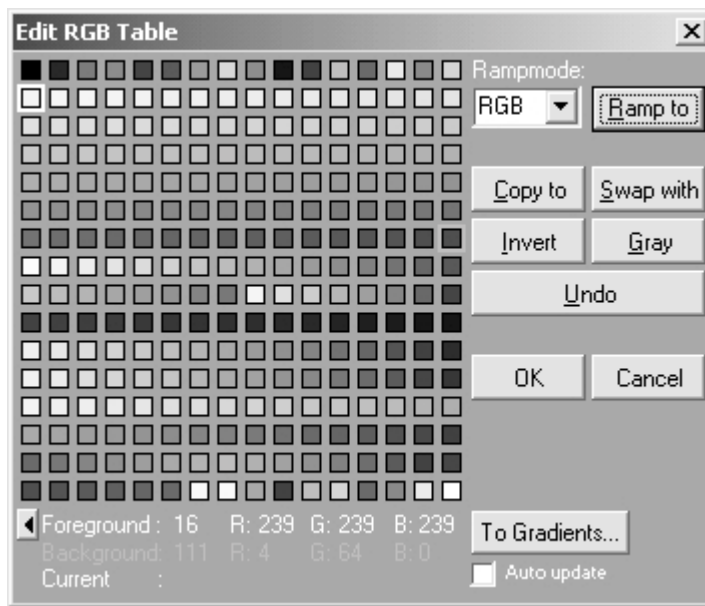 Edit RGB Table
Rampmode:
RGB
Ramp to
Copy to
Swap with
Invert
Gray
Undo
OK
Cancel
Foreground : 16 R: 239 G: 239 B: 239
Background: 111 R: 4 G: 64 B: 0
Current :
To Gradients...
Auto update